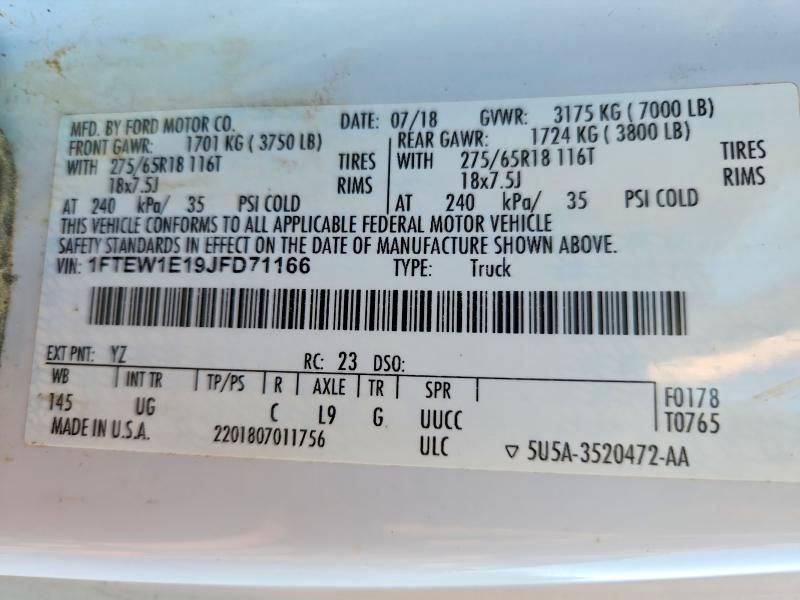 MFD. BY FORD MOTOR CO. DATE: 07/18 GVWR: 3175 KG ( 7000 LB)
FRONT GAWR: 1701 KG ( 3750 LB) REAR GAWR: 1724 KG ( 3800 LB)
WITH 275/65R18 116T TIRES WITH 275/65R18 116T TIRES
18x7.5J RIMS 18x7.5J RIMS
AT 240 kPa/ 35 PSI COLD AT 240 kPa/ 35 PSI COLD
THIS VEHICLE CONFORMS TO ALL APPLICABLE FEDERAL MOTOR VEHICLE
SAFETY STANDARDS IN EFFECT ON THE DATE OF MANUFACTURE SHOWN ABOVE.
VIN: 1FTEW1E19JFD71166 TYPE: Truck
EXT PNT: YZ RC: 23 DSO:
WB INT TR TP/PS R AXLE TR SPR F0178
145 UG C L9 G UUCC T0765
MADE IN U.S.A. 2201807011756 ULC ▽ 5U5A-3520472-AA